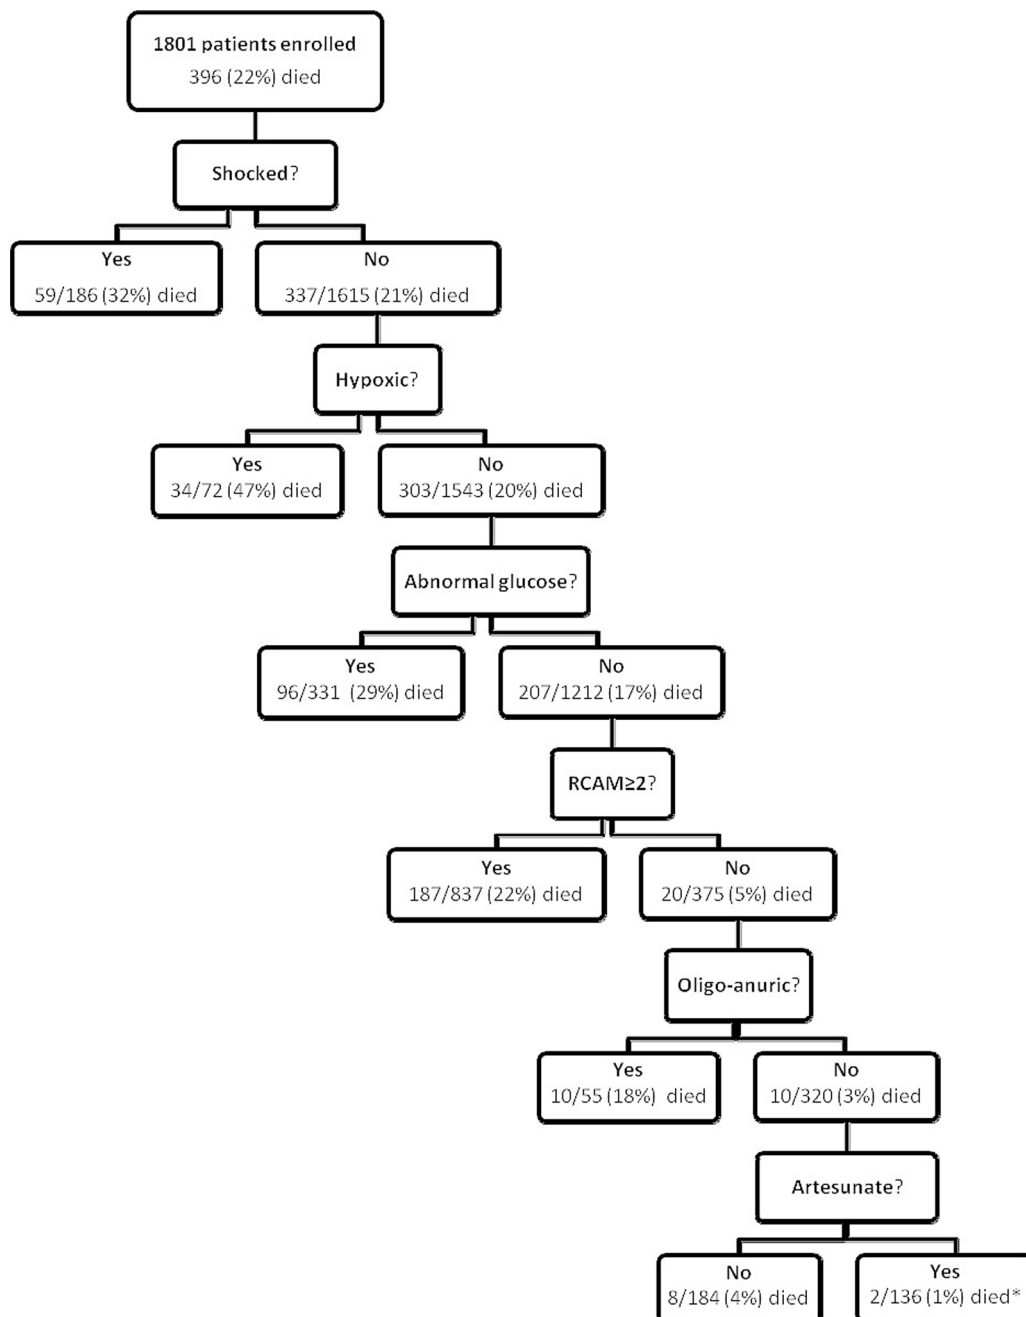 1801 patients enrolled
396 (22%) died
Shocked?
Yes
59/186 (32%) died
No
337/1615 (21%) died
Hypoxic?
Yes
34/72 (47%) died
No
303/1543 (20%) died
Abnormal glucose?
Yes
96/331 (29%) died
No
207/1212 (17%) died
RCAM≥2?
Yes
187/837 (22%) died
No
20/375 (5%) died
Oligo-anuric?
Yes
10/55 (18%) died
No
10/320 (3%) died
Artesunate?
No
8/184 (4%) died
Yes
2/136 (1%) died*